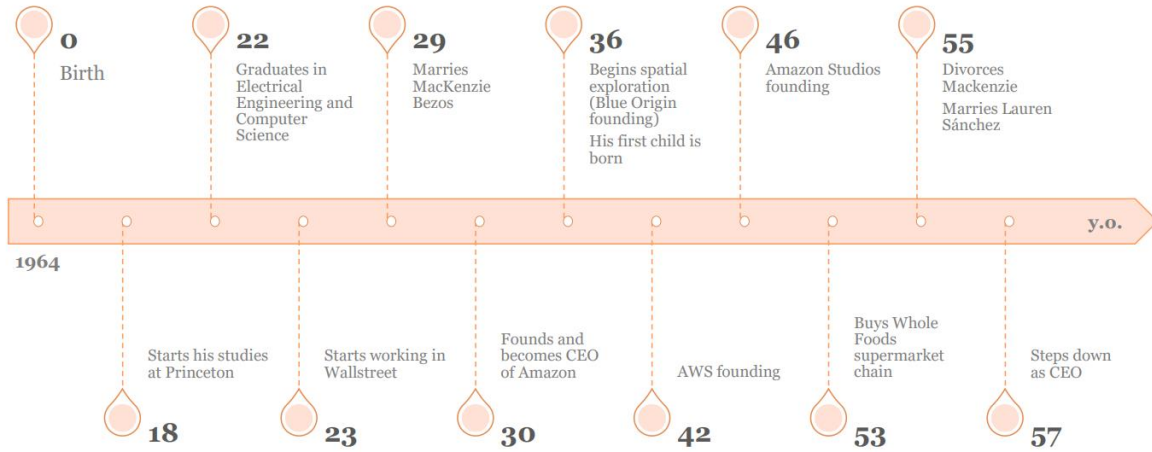 0
Birth
22
Graduates in
Electrical
Engineering and
Computer
Science
29
Marries
MacKenzie
Bezos
36
Begins spatial
exploration
(Blue Origin
founding)
His first child is
born
46
Amazon Studios
founding
55
Divorces
Mackenzie
Marries Lauren
Sánchez
y.o.
1964
Starts his studies
at Princeton
18
Starts working in
Wallstreet
23
Founds and
becomes CEO
of Amazon
30
AWS founding
42
Buys Whole
Foods
supermarket
chain
53
Steps down
as CEO
57